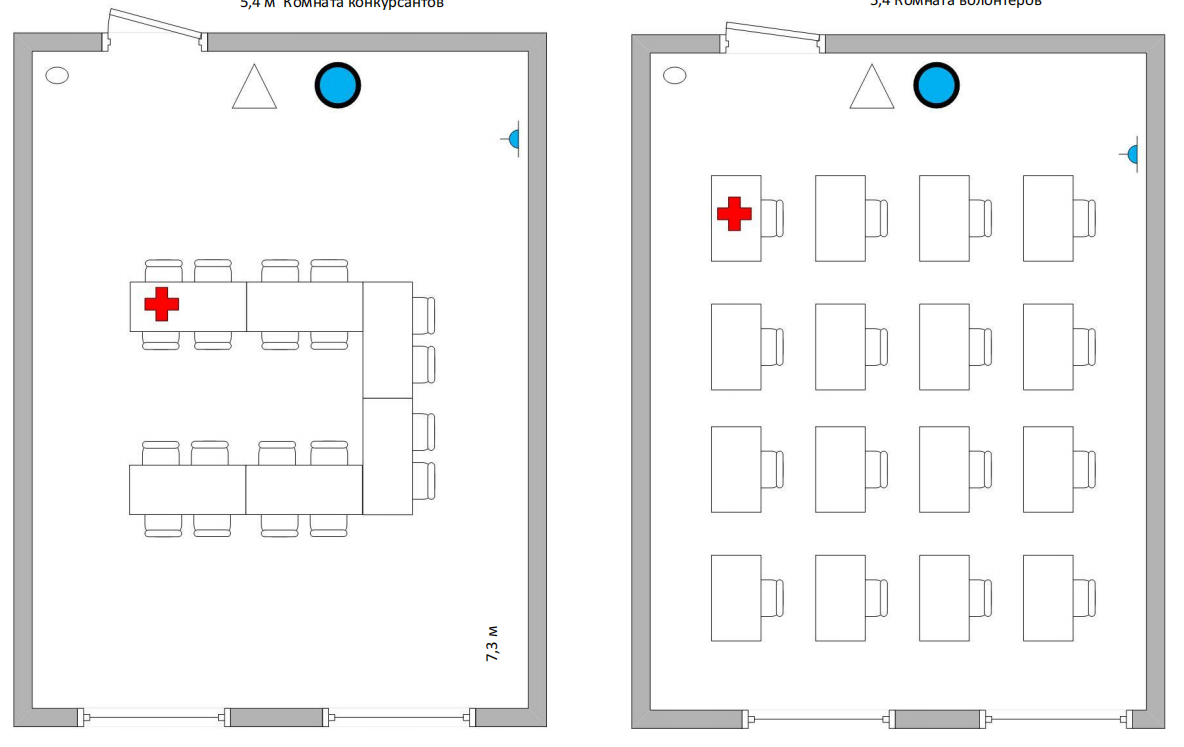 5,4 м Комната конкурсантов
5,4 Комната волонтеров
7,3 м